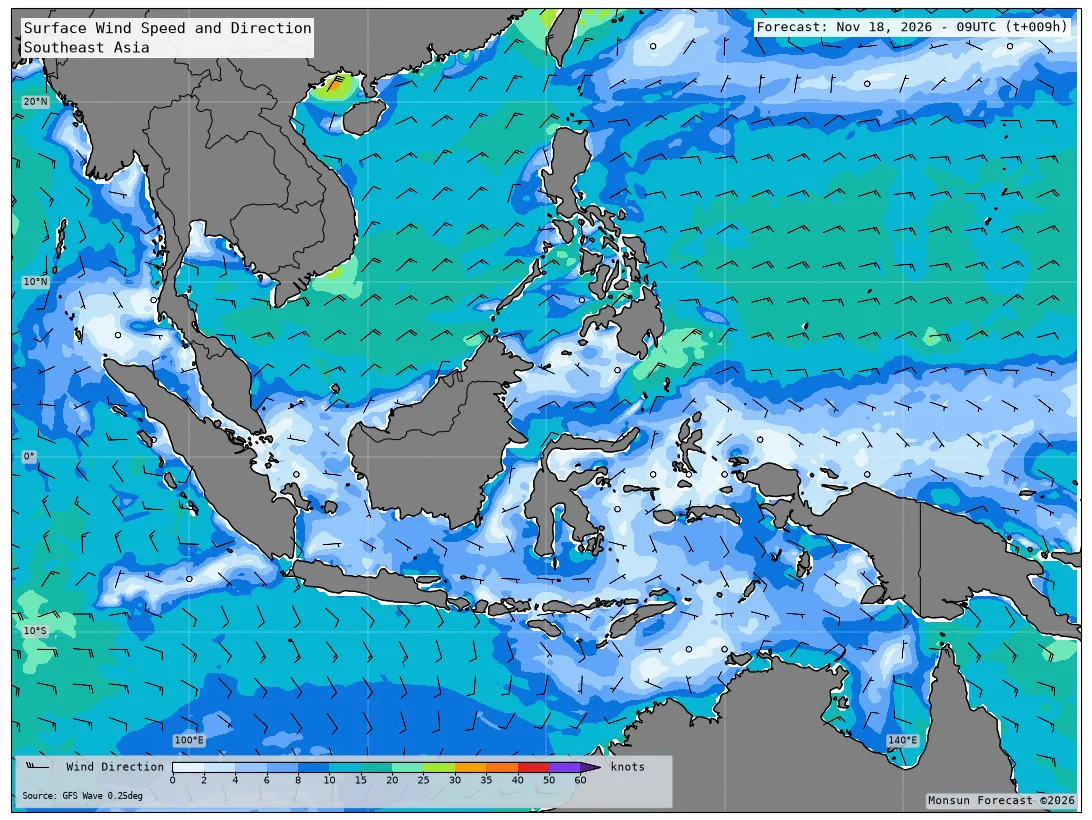 Surface Wind Speed and Direction
Southeast Asia
Forecast: Nov 18, 2026 - 09UTC (t+009h)
20°N
10°N
0°
10°S
100°E
140°E
Wind Direction
0 2 4 6 8 10 15 20 25 30 35 40 50 60
knots
Source: GFS Wave 0.25deg
Monsun Forecast ©2026